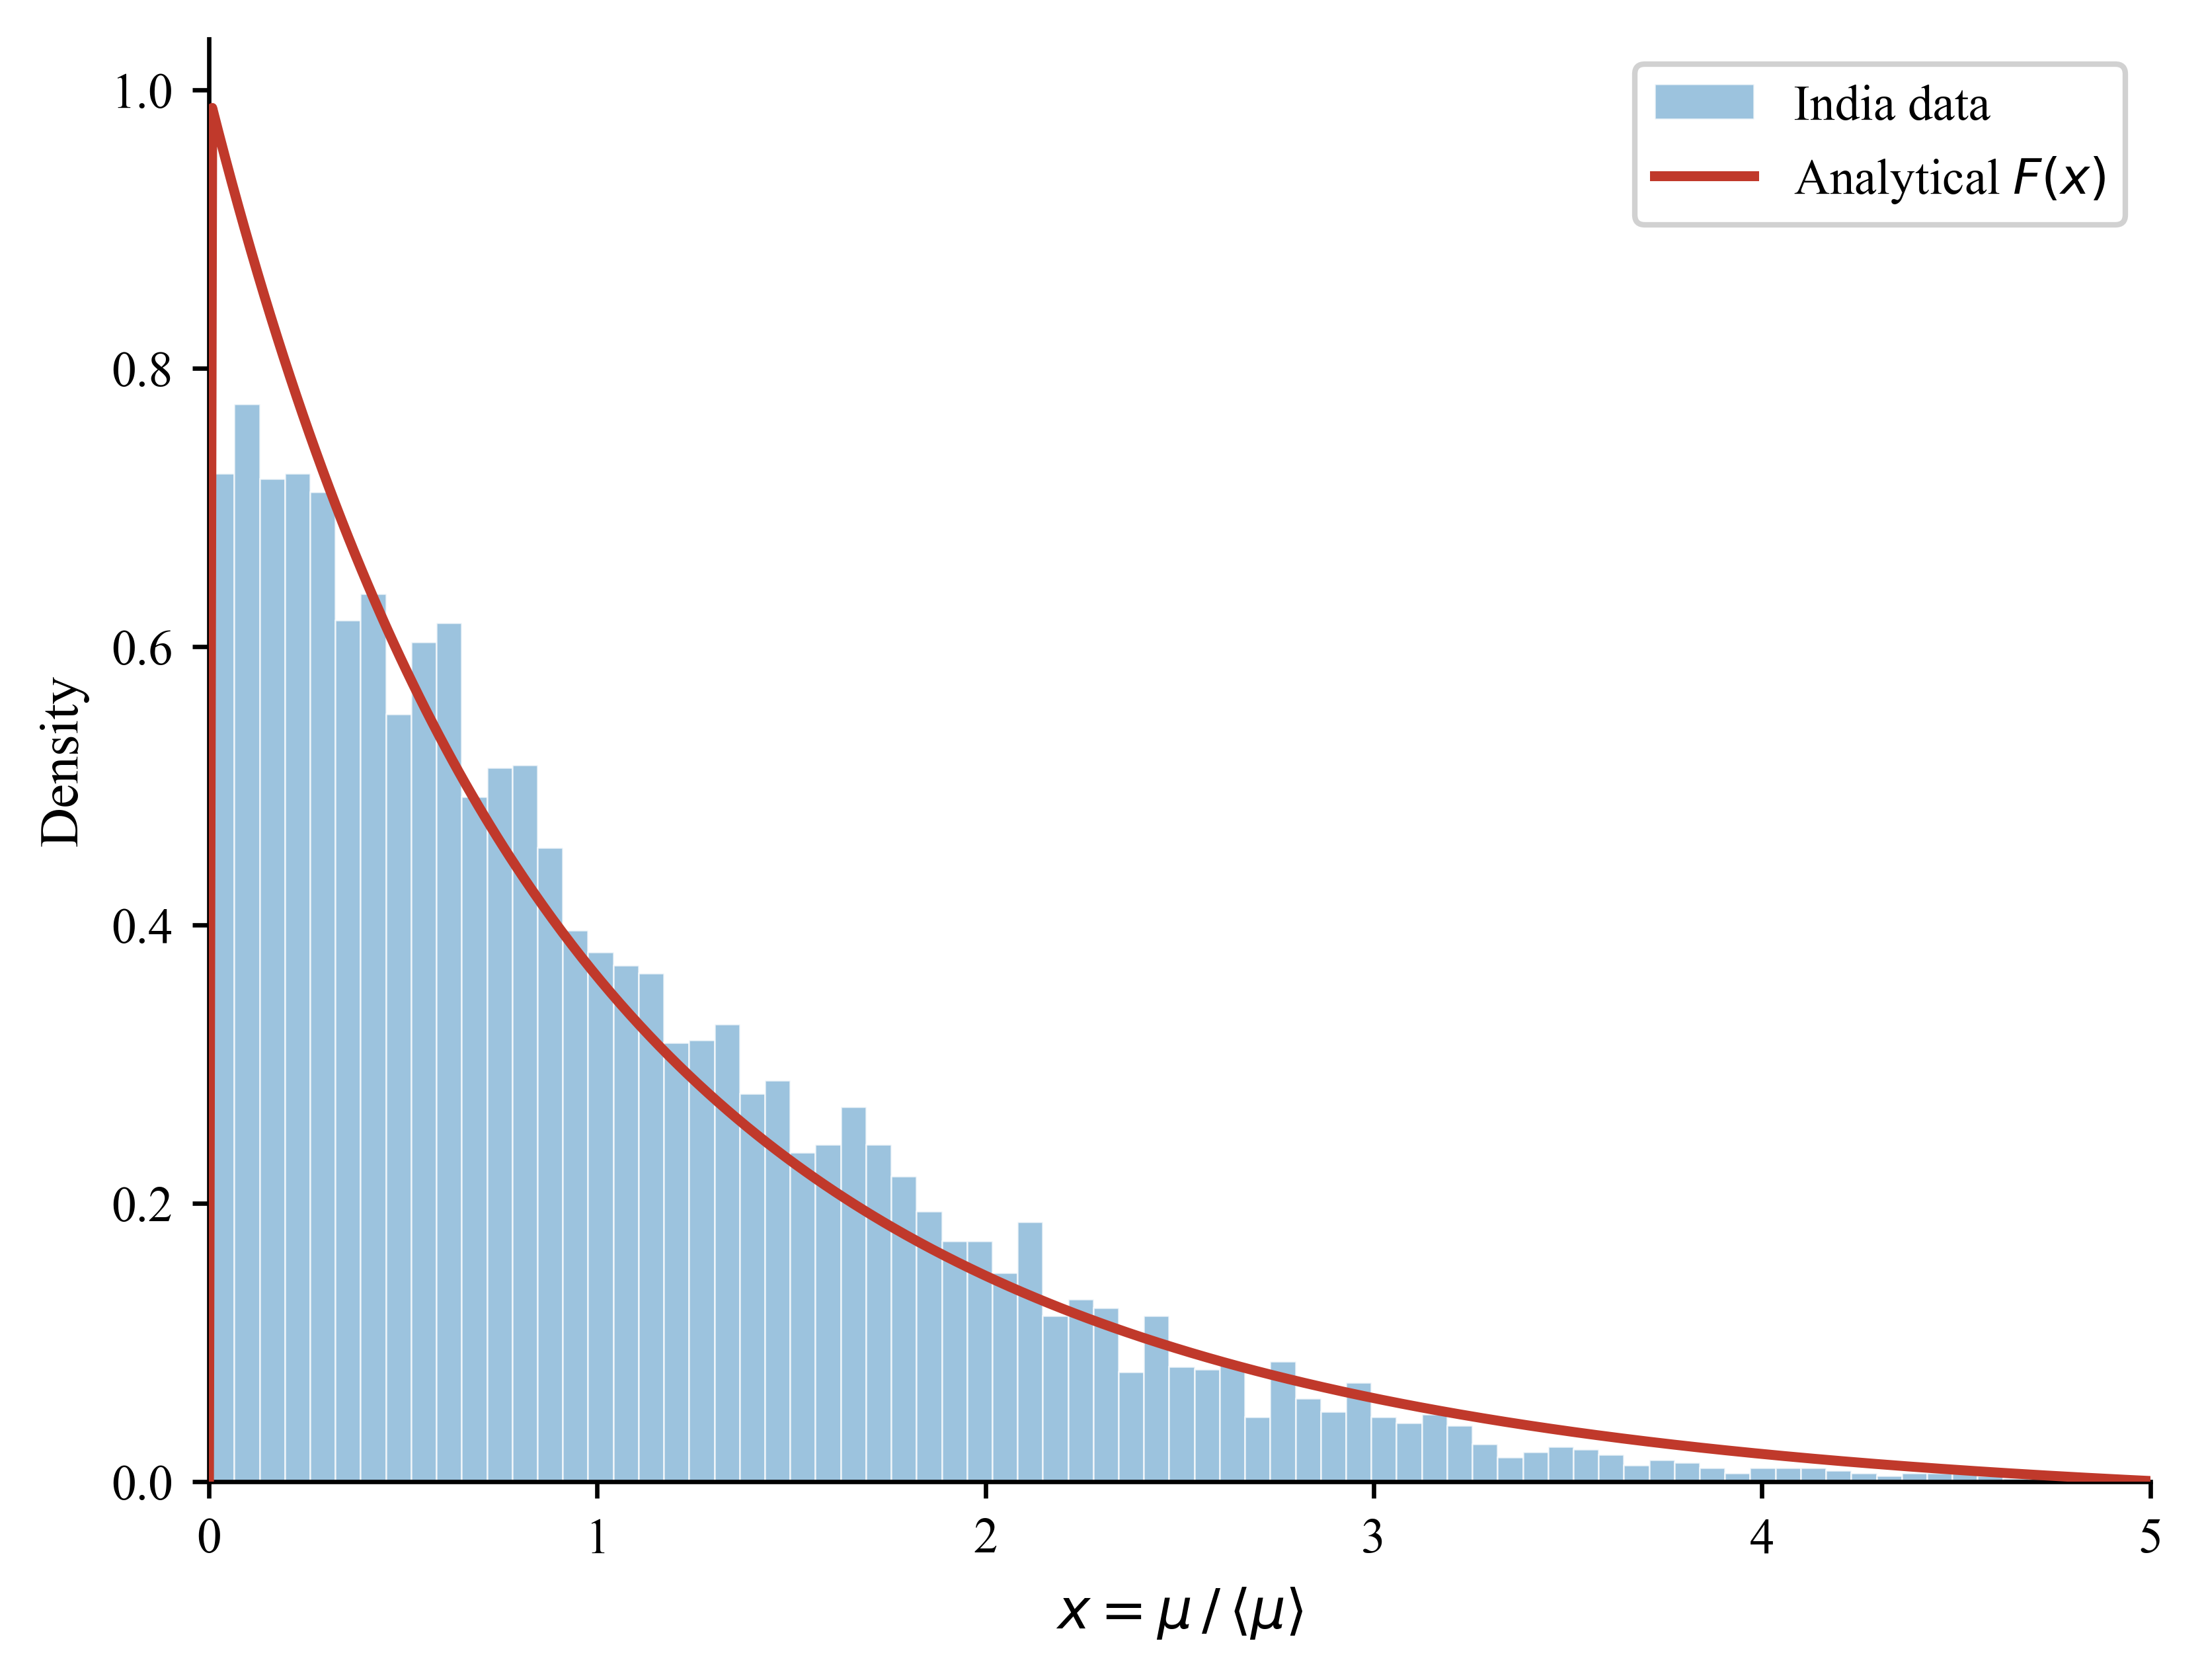 India data
Analytical F(x)
Density
1.0
0.8
0.6
0.4
0.2
0.0
0 1 2 3 4 5
x = μ / ⟨μ⟩